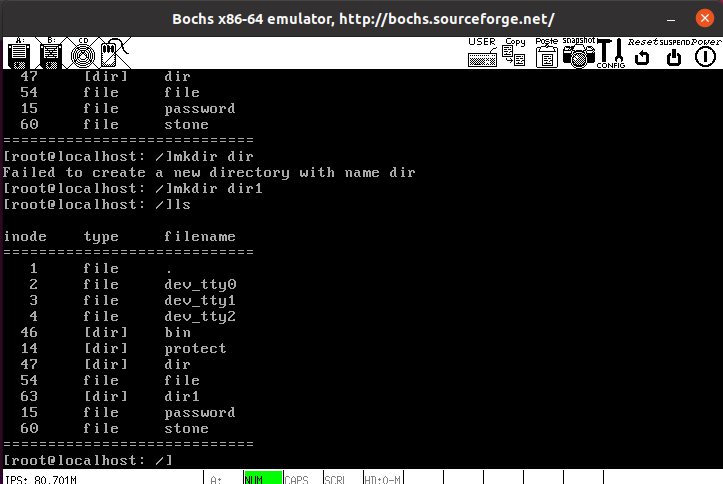 Bochs x86-64 emulator, http://bochs.sourceforge.net/
A: B: CD USER Copy Paste snapshot CONFIG Reset SUSPEND Power
47 [dir] dir
54 file file
15 file password
60 file stone
============================
[root@localhost: /]mkdir dir
Failed to create a new directory with name dir
[root@localhost: /]mkdir dir1
[root@localhost: /]ls
inode type filename
============================
1 file .
2 file dev_tty0
3 file dev_tty1
4 file dev_tty2
46 [dir] bin
14 [dir] protect
47 [dir] dir
54 file file
63 [dir] dir1
15 file password
60 file stone
============================
[root@localhost: /]
IPS: 80.701M A: NUM CAPS SCRL HD:0-M